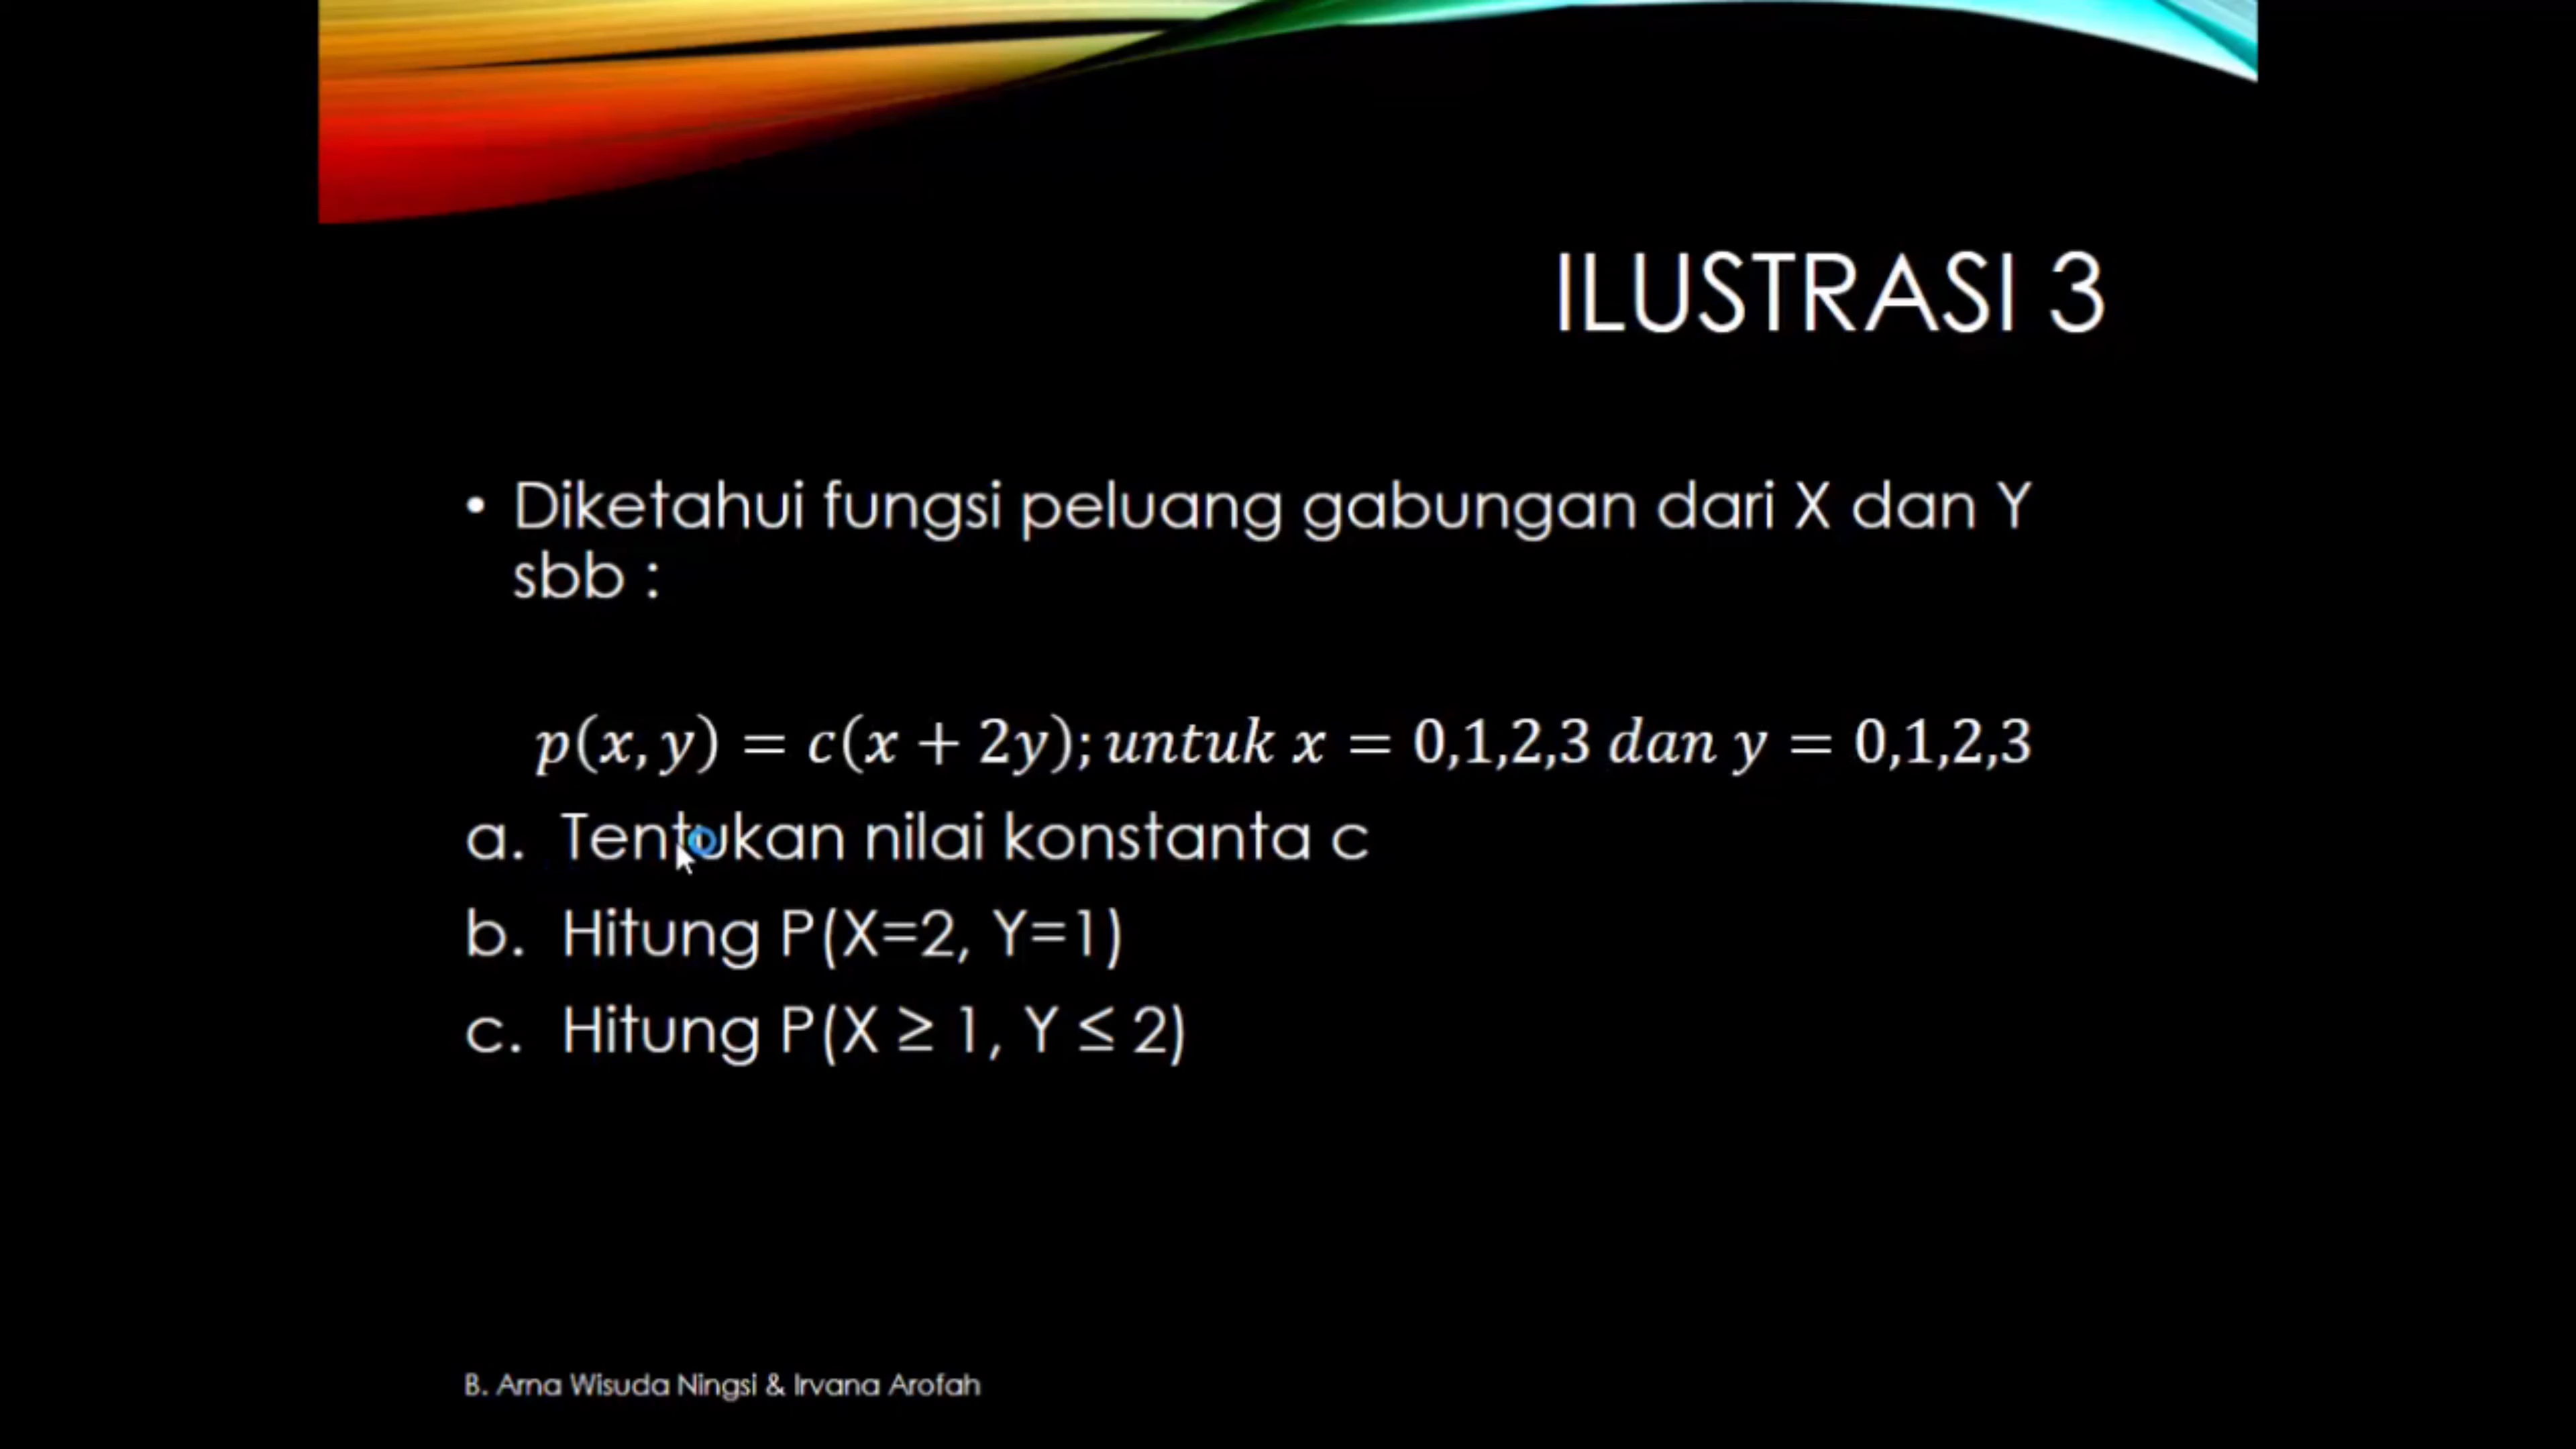 ILUSTRASI 3
• Diketahui fungsi peluang gabungan dari X dan Y
sbb :
p(x, y) = c(x + 2y); untuk x = 0,1,2,3 dan y = 0,1,2,3
a. Tentukan nilai konstanta c
b. Hitung P(X=2, Y=1)
c. Hitung P(X ≥ 1, Y ≤ 2)
B. Arna Wisuda Ningsi & Irvana Arofah